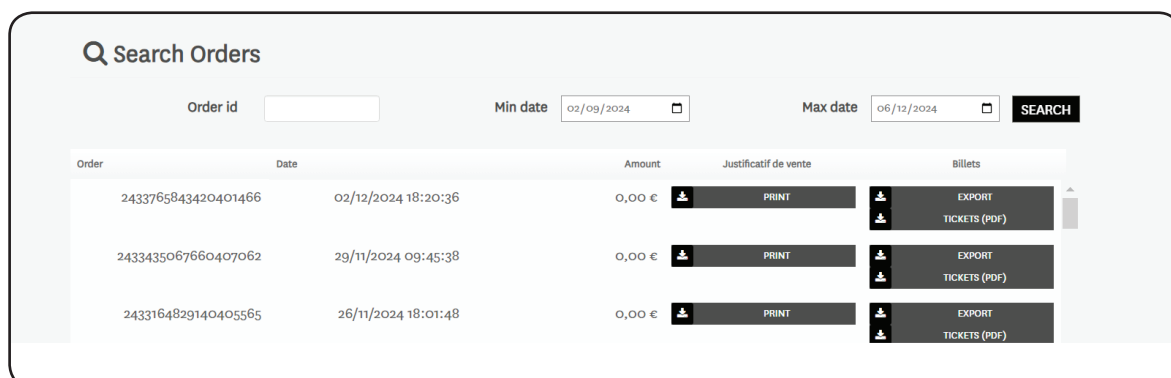 Search Orders
Order id Min date 02/09/2024 Max date 06/12/2024 SEARCH
Order Date Amount Justificatif de vente Billets
2433765843420401466 02/12/2024 18:20:36 0,00 € PRINT EXPORT
TICKETS (PDF)
2433435067660407062 29/11/2024 09:45:38 0,00 € PRINT EXPORT
TICKETS (PDF)
2433164829140405565 26/11/2024 18:01:48 0,00 € PRINT EXPORT
TICKETS (PDF)